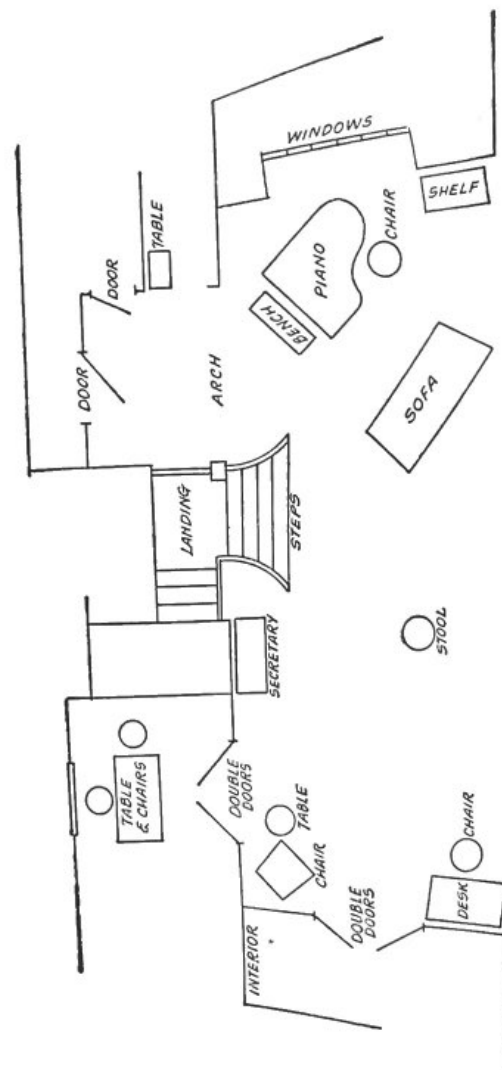 DOOR
DOOR
TABLE
& CHAIRS
TABLE
LANDING
ARCH
DOUBLE
DOORS
INTERIOR
SECRETARY
STEPS
BENCH
WINDOWS
CHAIR
TABLE
PIANO
CHAIR
DOUBLE
DOORS
STOOL
SOFA
SHELF
DESK
CHAIR